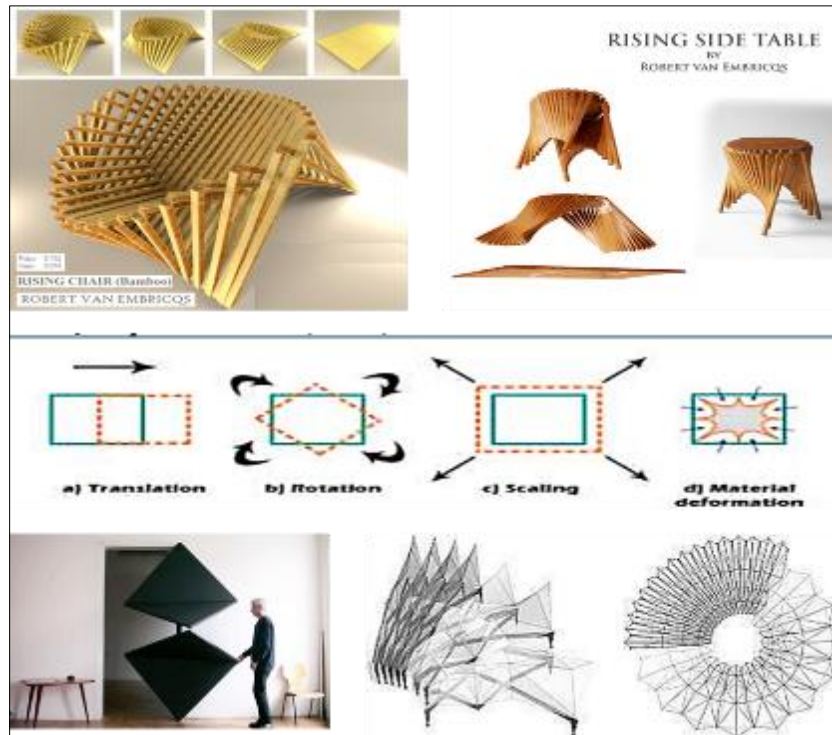 RISING SIDE TABLE
BY
ROBERT VAN EMBRICQS
RISING CHAIR (Bamboo)
ROBERT VAN EMBRICQS
a) Translation
b) Rotation
c) Scaling
d) Material
deformation